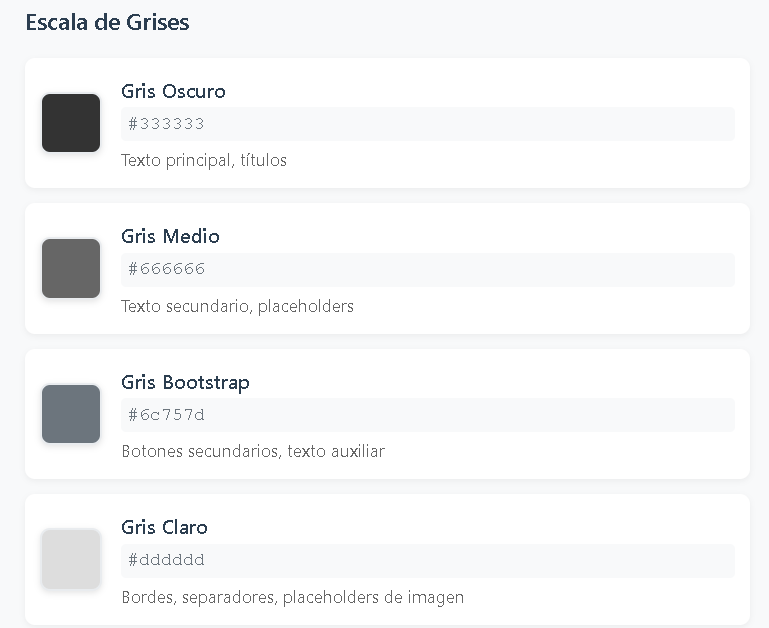 Escala de Grises
Gris Oscuro
#333333
Texto principal, títulos
Gris Medio
#666666
Texto secundario, placeholders
Gris Bootstrap
#6c757d
Botones secundarios, texto auxiliar
Gris Claro
#dddddd
Bordes, separadores, placeholders de imagen